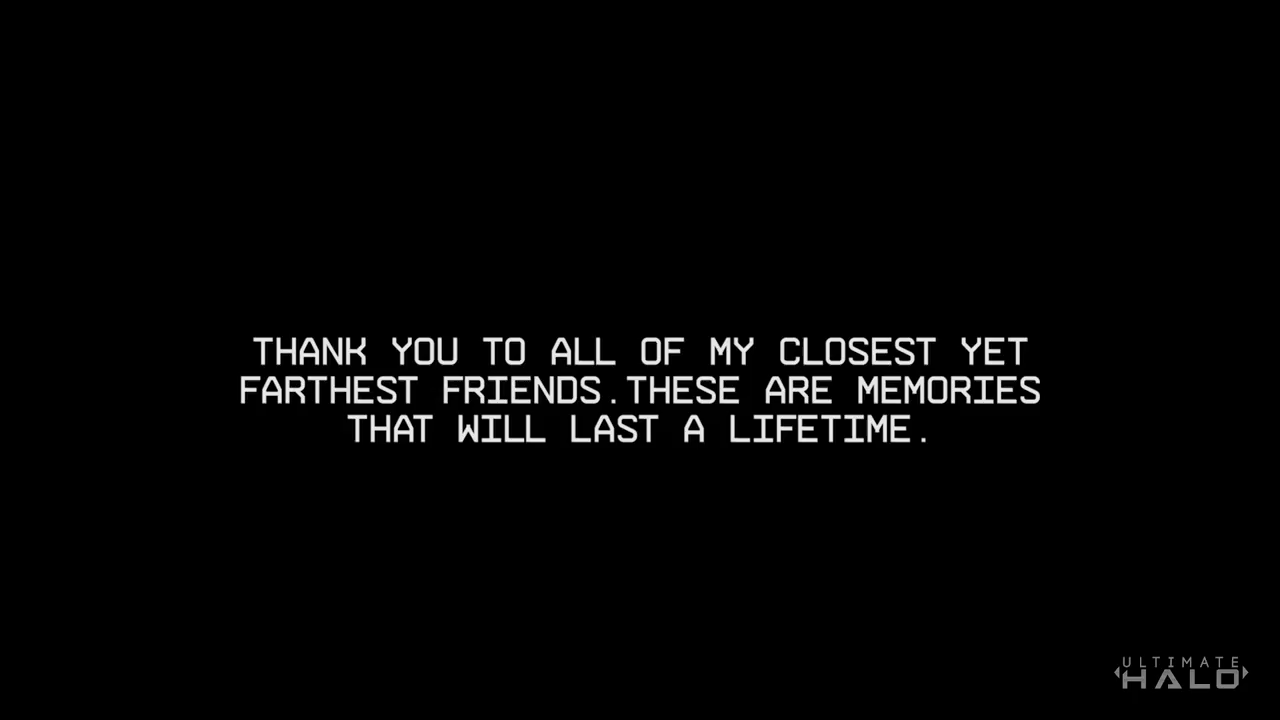 THANK YOU TO ALL OF MY CLOSEST YET
FARTHEST FRIENDS.THESE ARE MEMORIES
THAT WILL LAST A LIFETIME.
ULTIMATE
HALO